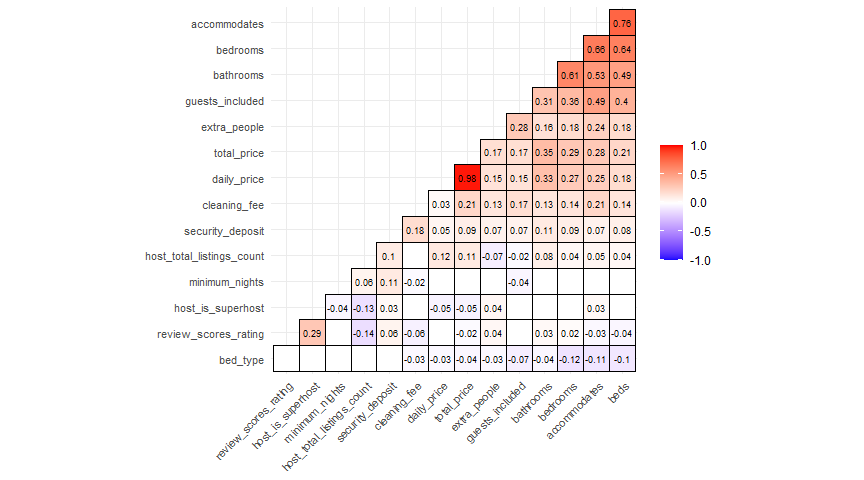 accommodates 0.76
bedrooms 0.66 0.64
bathrooms 0.61 0.53 0.49
guests_included 0.31 0.36 0.49 0.4
extra_people 0.28 0.16 0.18 0.24 0.18
total_price 0.17 0.17 0.35 0.29 0.28 0.21
daily_price 0.98 0.15 0.15 0.33 0.27 0.25 0.18
cleaning_fee 0.03 0.21 0.13 0.17 0.13 0.14 0.21 0.14
security_deposit 0.18 0.05 0.09 0.07 0.07 0.11 0.09 0.07 0.08
host_total_listings_count 0.1 0.12 0.11 -0.07 -0.02 0.08 0.04 0.05 0.04
minimum_nights 0.06 0.11 -0.02 -0.04
host_is_superhost -0.04 -0.13 0.03 -0.05 -0.05 0.04 0.03
review_scores_rating 0.29 -0.14 0.06 -0.06 -0.02 0.04 0.03 0.02 -0.03 -0.04
bed_type -0.03 -0.03 -0.04 -0.03 -0.07 -0.04 -0.12 -0.11 -0.1
review_scores_rating
host_is_superhost
minimum_nights
host_total_listings_count
security_deposit
cleaning_fee
daily_price
total_price
extra_people
guests_included
bathrooms
bedrooms
accommodates
beds
1.0
0.5
0.0
-0.5
-1.0